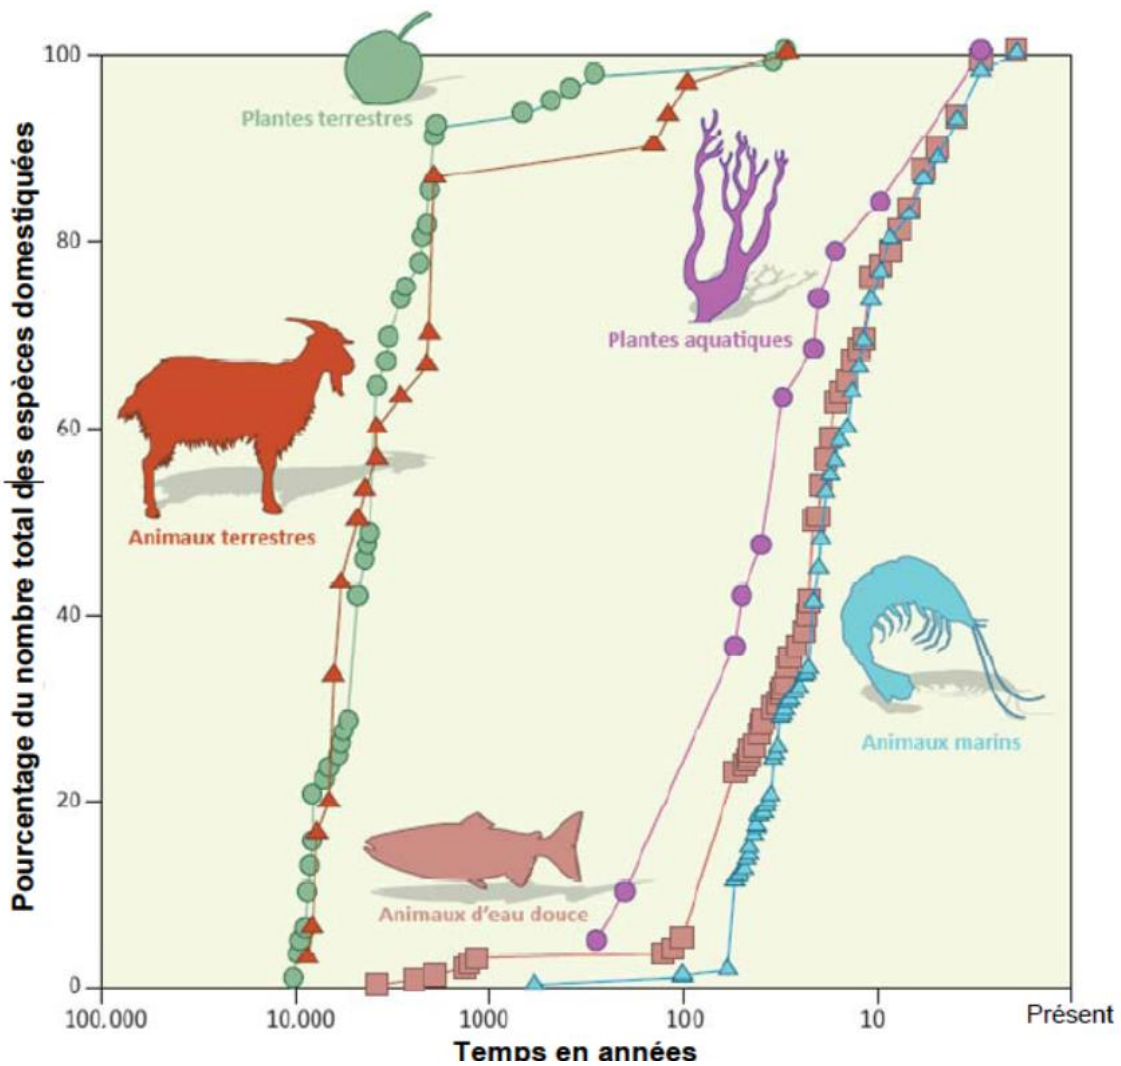 Pourcentage du nombre total des espèces domestiquées
100
80
60
40
20
0
Plantes terrestres
Plantes aquatiques
Animaux terrestres
Animaux marins
Animaux d'eau douce
100.000
10.000
1000
100
10
Présent
Temps en années